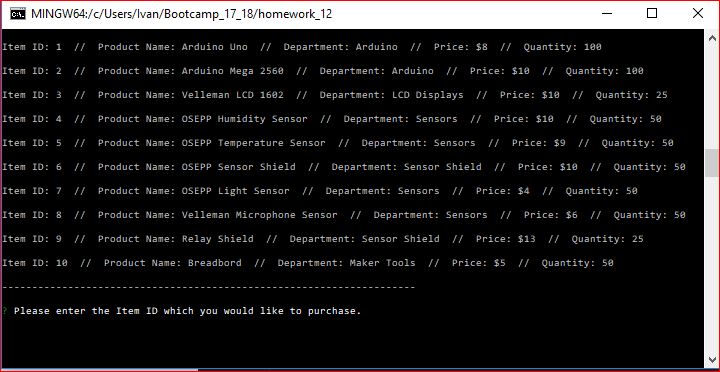 MINGW64:/c/Users/Ivan/Bootcamp_17_18/homework_12
Item ID: 1  //  Product Name: Arduino Uno  //  Department: Arduino  //  Price: $8  //  Quantity: 100
Item ID: 2  //  Product Name: Arduino Mega 2560  //  Department: Arduino  //  Price: $10  //  Quantity: 100
Item ID: 3  //  Product Name: Velleman LCD 1602  //  Department: LCD Displays  //  Price: $10  //  Quantity: 25
Item ID: 4  //  Product Name: OSEPP Humidity Sensor  //  Department: Sensors  //  Price: $10  //  Quantity: 50
Item ID: 5  //  Product Name: OSEPP Temperature Sensor  //  Department: Sensors  //  Price: $9  //  Quantity: 50
Item ID: 6  //  Product Name: OSEPP Sensor Shield  //  Department: Sensor Shield  //  Price: $10  //  Quantity: 50
Item ID: 7  //  Product Name: OSEPP Light Sensor  //  Department: Sensors  //  Price: $4  //  Quantity: 50
Item ID: 8  //  Product Name: Velleman Microphone Sensor  //  Department: Sensors  //  Price: $6  //  Quantity: 50
Item ID: 9  //  Product Name: Relay Shield  //  Department: Sensor Shield  //  Price: $13  //  Quantity: 25
Item ID: 10  //  Product Name: Breadbord  //  Department: Maker Tools  //  Price: $5  //  Quantity: 50
---------------------------------------------------------------------
? Please enter the Item ID which you would like to purchase.